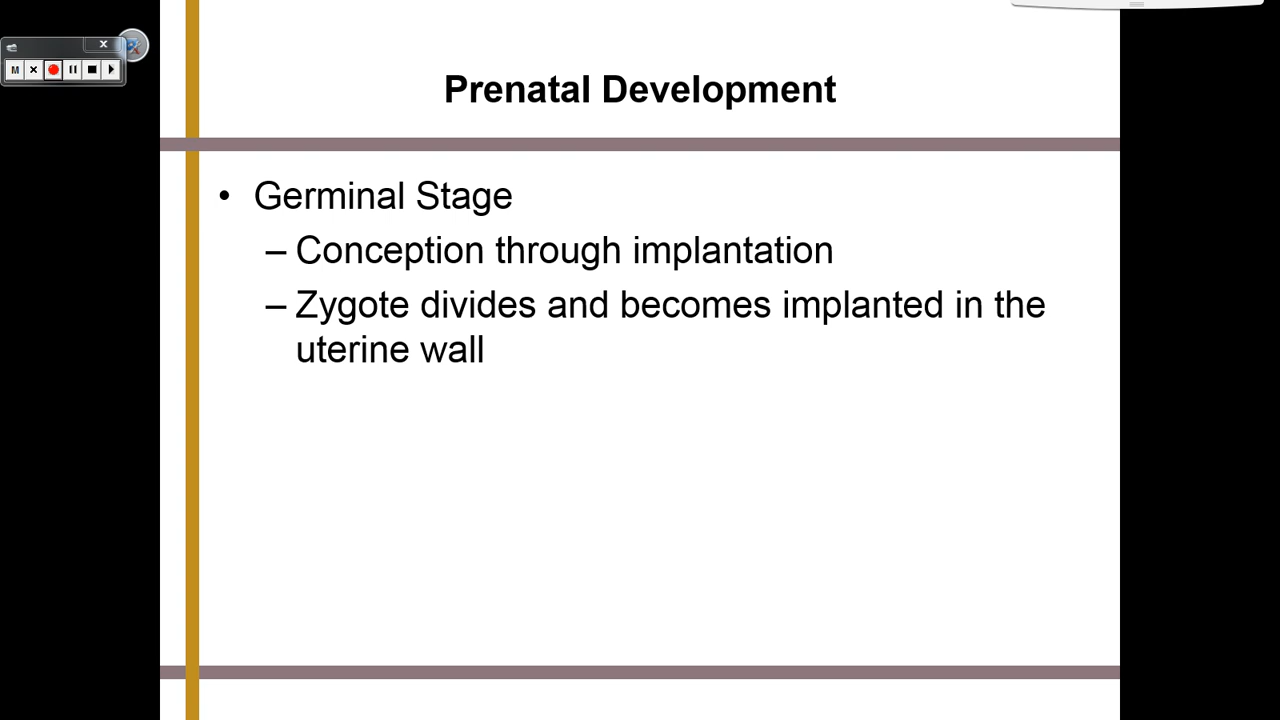 M
Prenatal Development
• Germinal Stage
– Conception through implantation
– Zygote divides and becomes implanted in the
uterine wall